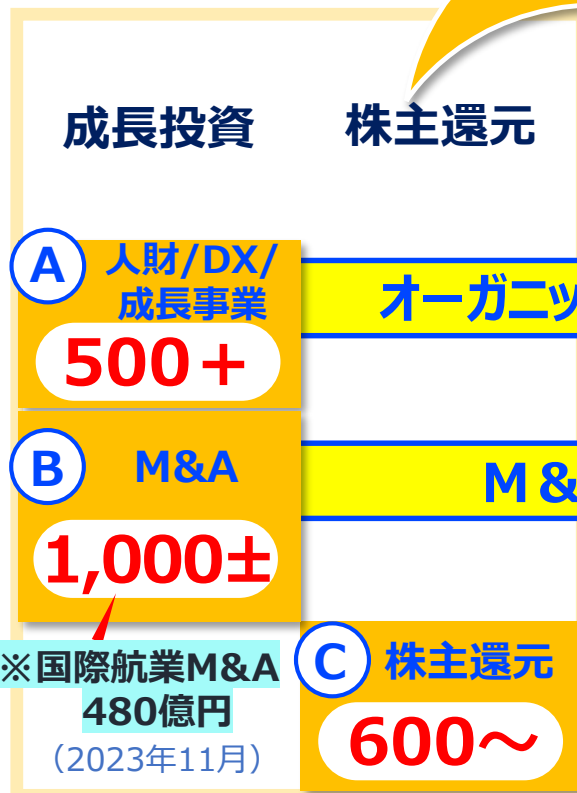 成長投資
株主還元
A
人財/DX/
成長事業
500+
オーガニッ
B
M&A
1,000±
M&
※国際航業M&A
480億円
(2023年11月)
C
株主還元
600～